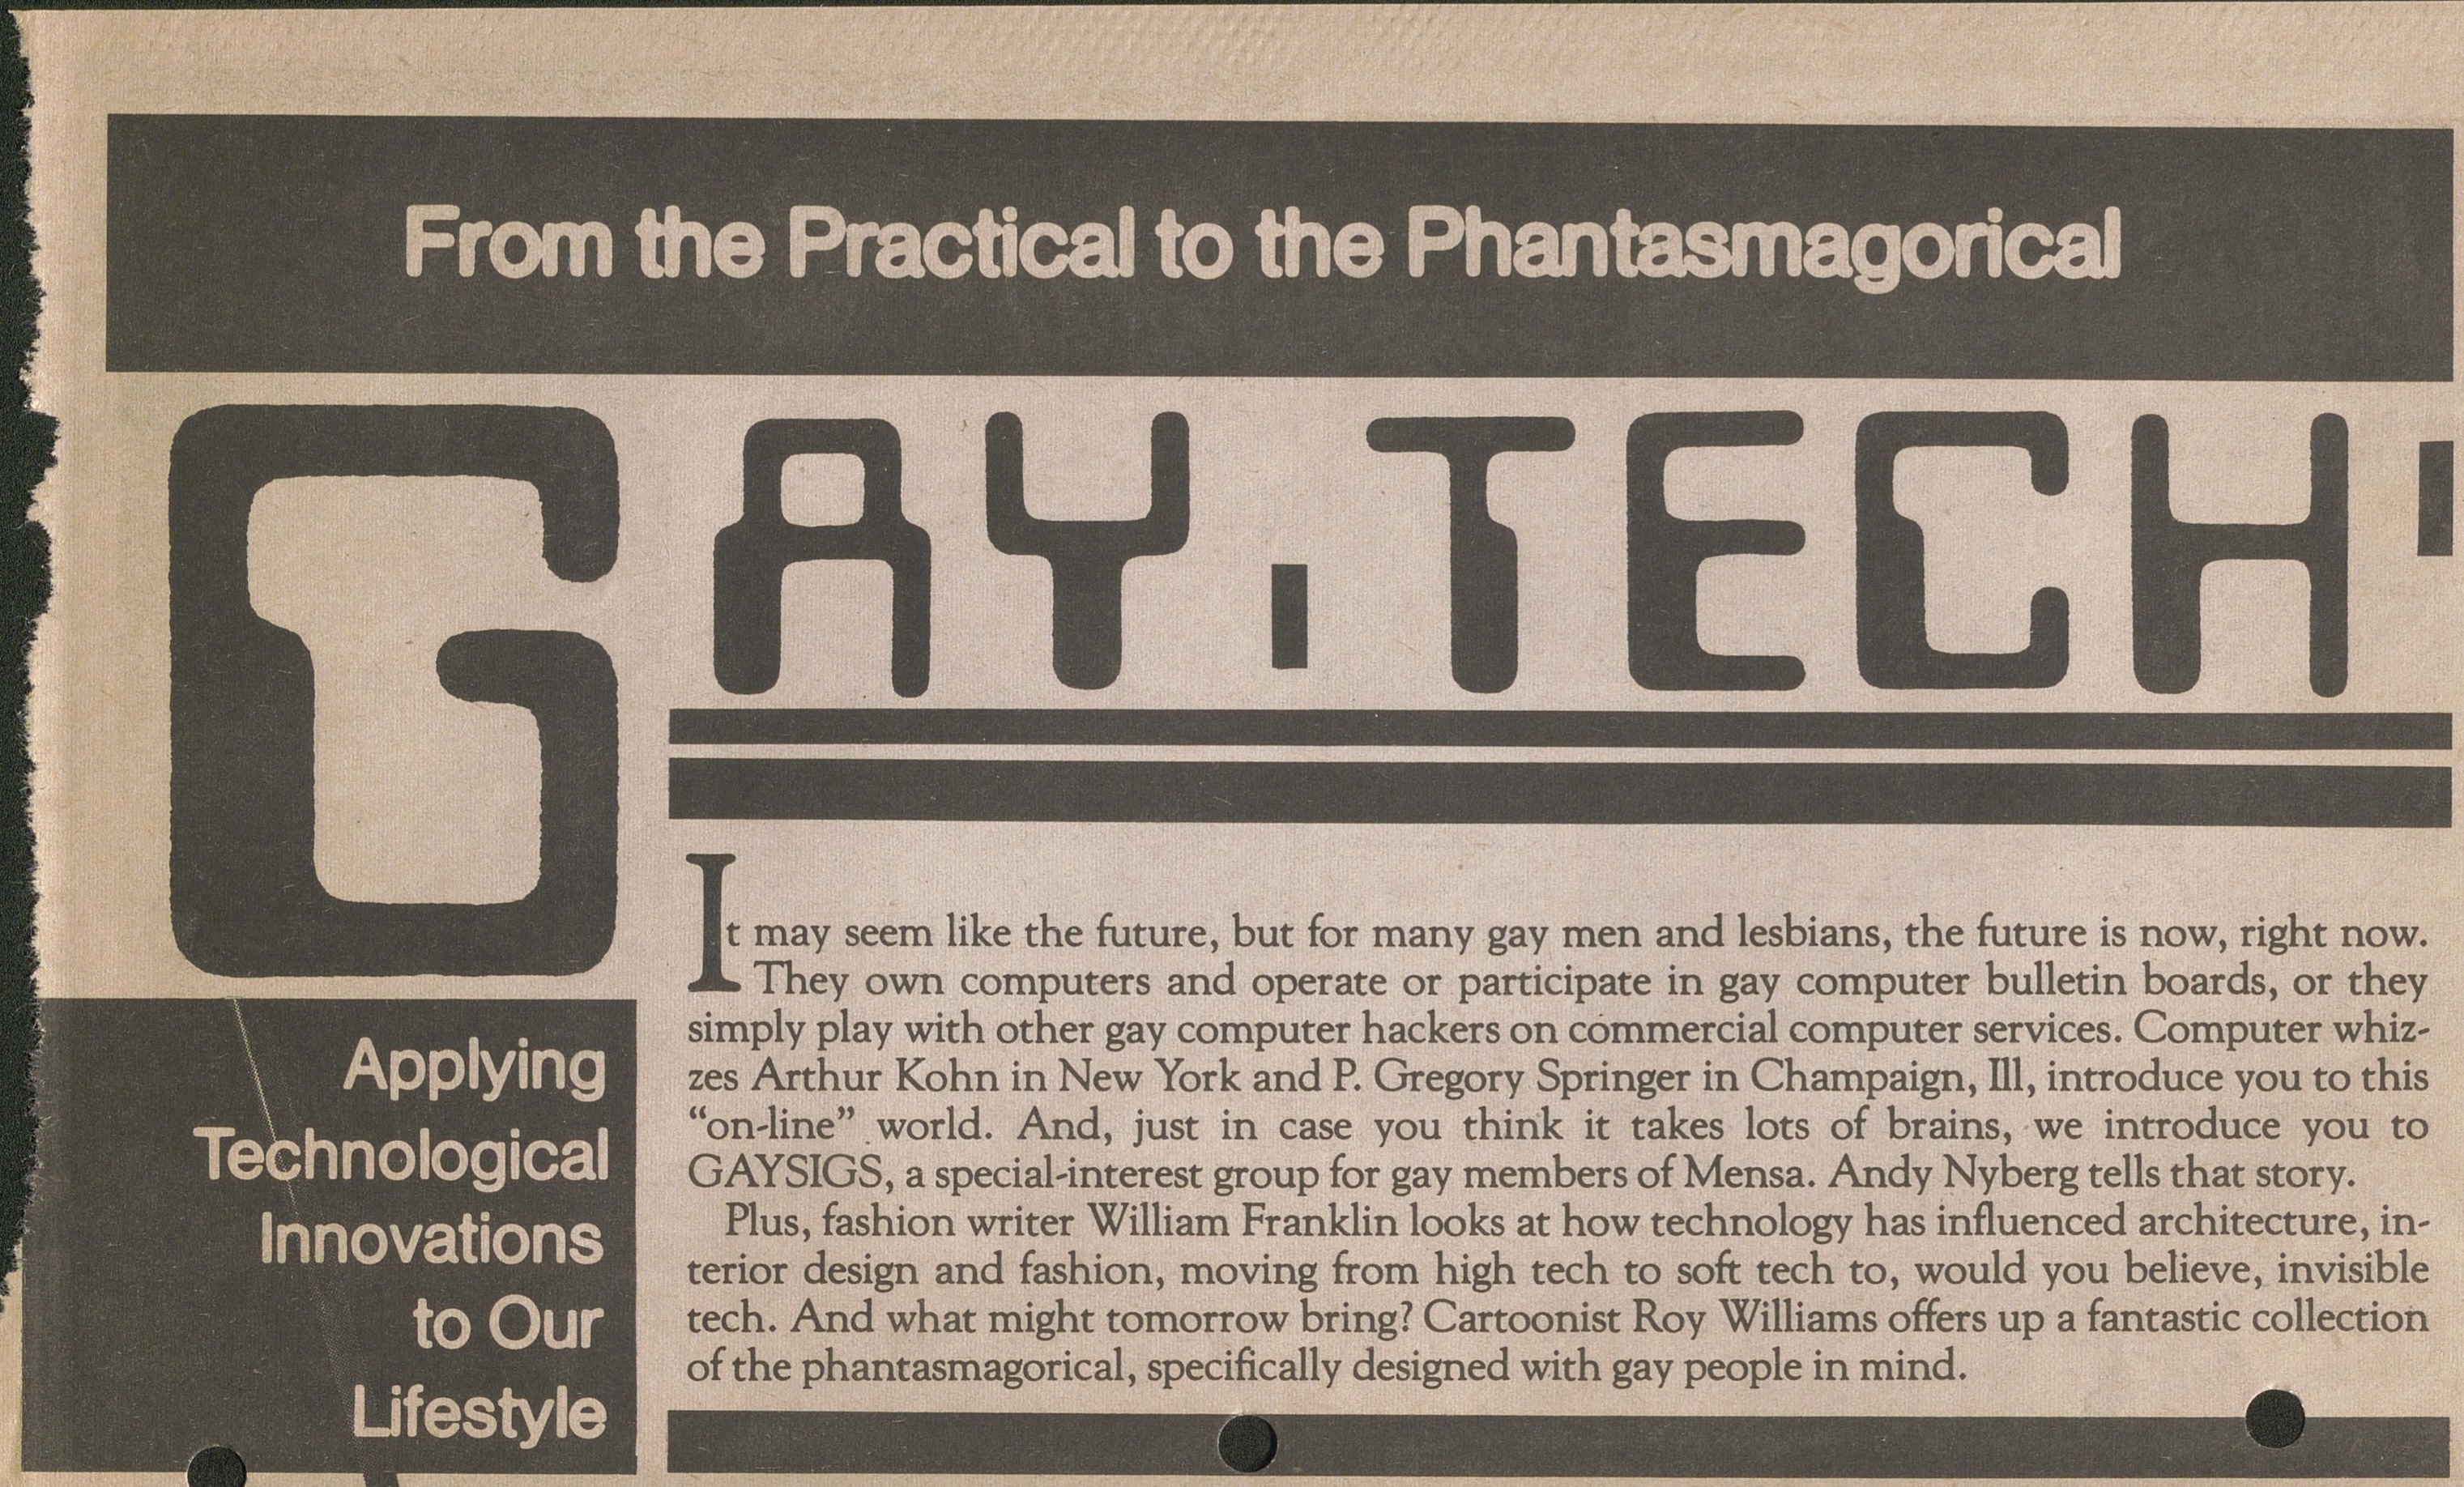 From the Practical to the Phantasmagorical
GAY TECH
Applying
Technological
Innovations
to Our
Lifestyle
It may seem like the future, but for many gay men and lesbians, the future is now, right now.
They own computers and operate or participate in gay computer bulletin boards, or they
simply play with other gay computer hackers on commercial computer services. Computer whiz-
zes Arthur Kohn in New York and P. Gregory Springer in Champaign, Ill, introduce you to this
“on-line” world. And, just in case you think it takes lots of brains, we introduce you to
GAYSIGS, a special-interest group for gay members of Mensa. Andy Nyberg tells that story.
Plus, fashion writer William Franklin looks at how technology has influenced architecture, in-
terior design and fashion, moving from high tech to soft tech to, would you believe, invisible
tech. And what might tomorrow bring? Cartoonist Roy Williams offers up a fantastic collection
of the phantasmagorical, specifically designed with gay people in mind.